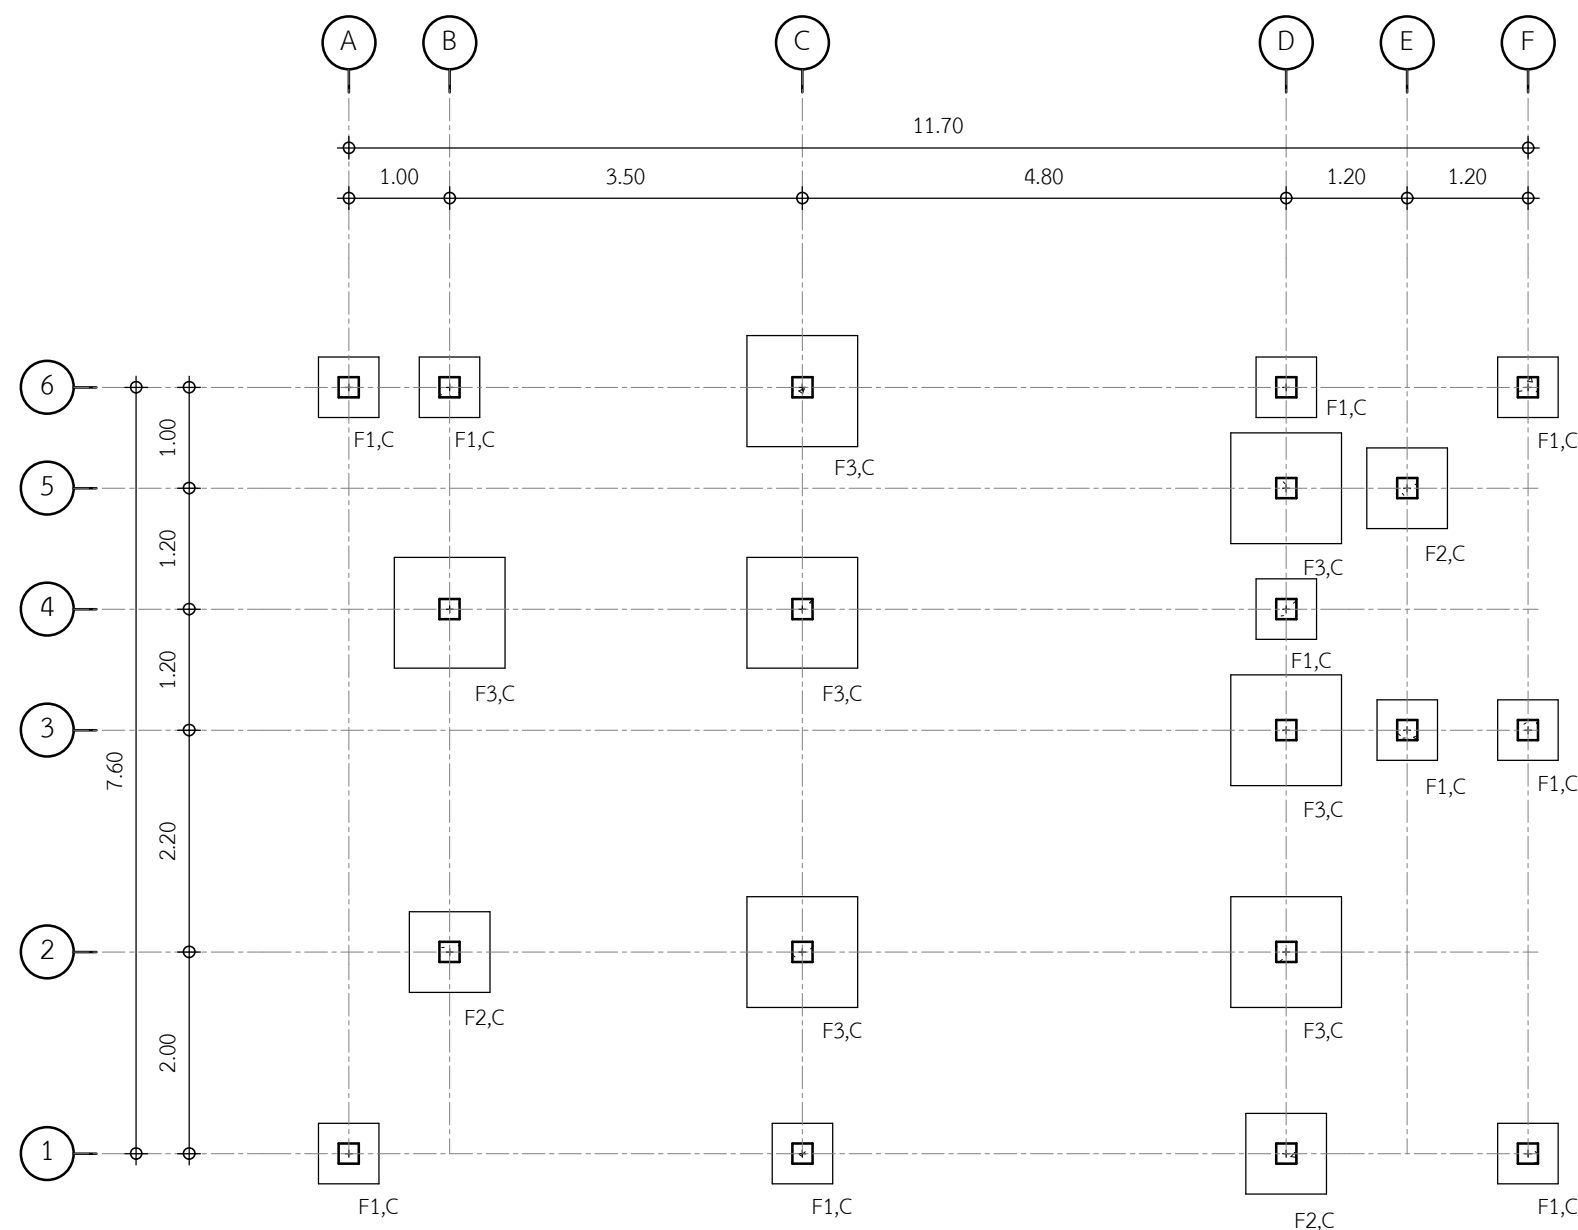 A B C D E F
11.70
1.00 3.50 4.80 1.20 1.20
6
F1,C
F1,C F1,C F1,C
1.00
F3,C
5
1.20
F2,C
F3,C
4
F1,C
1.20
F3,C F3,C
3
7.60
F1,C F1,C
F3,C
2.20
2
F2,C
F3,C F3,C
2.00
1
F1,C F1,C F1,C
F2,C